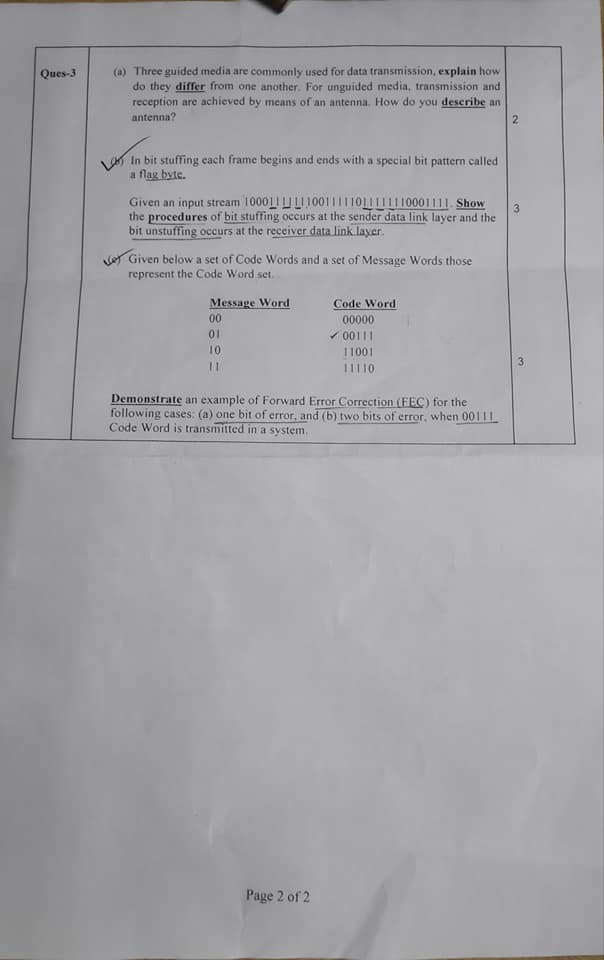 Ques-3
(a) Three guided media are commonly used for data transmission, explain how
do they differ from one another. For unguided media, transmission and
reception are achieved by means of an antenna. How do you describe an
antenna?
2
(b) In bit stuffing each frame begins and ends with a special bit pattern called
a flag byte.
Given an input stream Show
the procedures of bit stuffing occurs at the sender data link layer and the
bit unstuffing occurs at the receiver data link layer.
3
(c) Given below a set of Code Words and a set of Message Words those
represent the Code Word set.
Message Word Code Word
00 00000
01 ✓ 00111
10 11001
11 11110
3
Demonstrate an example of Forward Error Correction (FEC) for the
following cases: (a) one bit of error, and (b) two bits of error, when 00111
Code Word is transmitted in a system.
Page 2 of 2